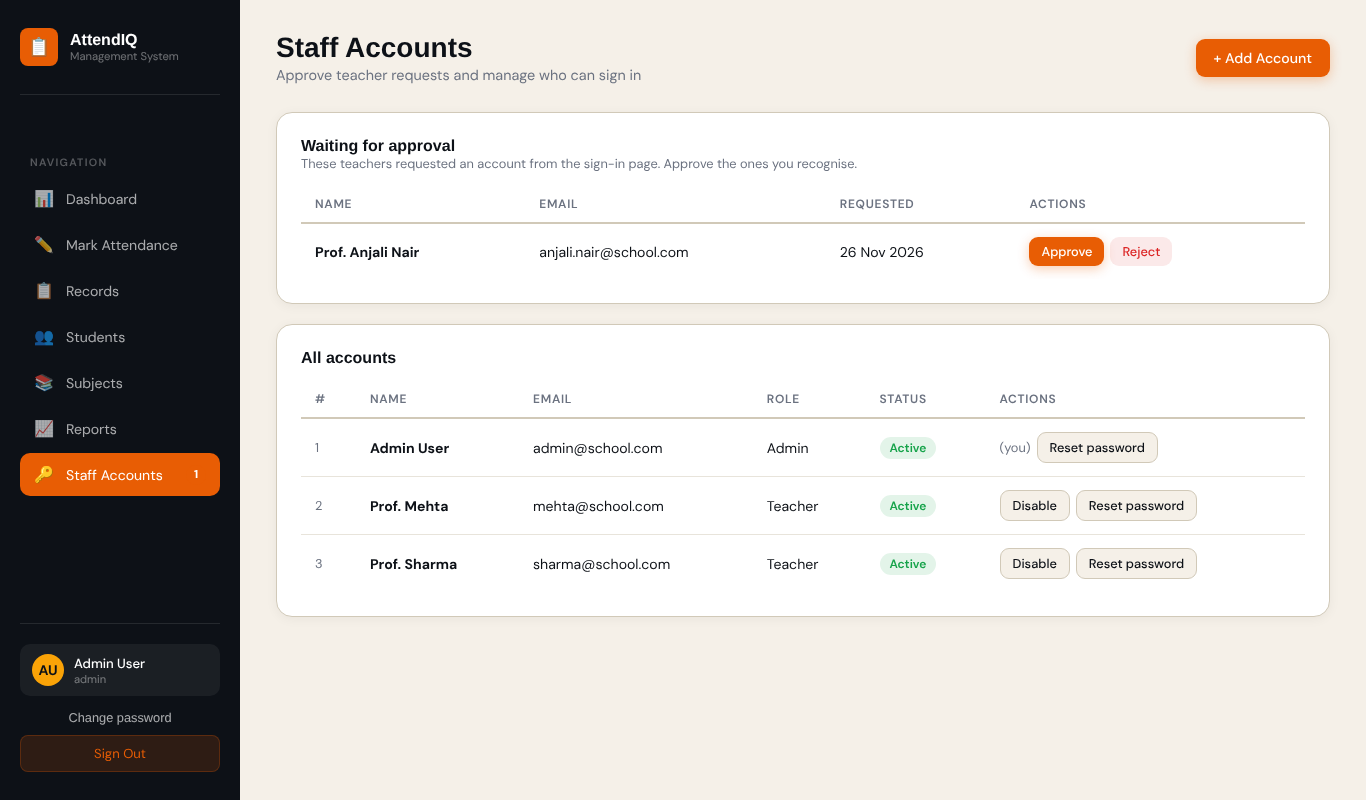 AttendIQ
Management System
NAVIGATION
Dashboard
Mark Attendance
Records
Students
Subjects
Reports
Staff Accounts 1
AU
Admin User
admin
Change password
Sign Out
Staff Accounts
Approve teacher requests and manage who can sign in
+ Add Account
Waiting for approval
These teachers requested an account from the sign-in page. Approve the ones you recognise.
NAME EMAIL REQUESTED ACTIONS
Prof. Anjali Nair anjali.nair@school.com 26 Nov 2026 Approve Reject
All accounts
# NAME EMAIL ROLE STATUS ACTIONS
1 Admin User admin@school.com Admin Active (you) Reset password
2 Prof. Mehta mehta@school.com Teacher Active Disable Reset password
3 Prof. Sharma sharma@school.com Teacher Active Disable Reset password